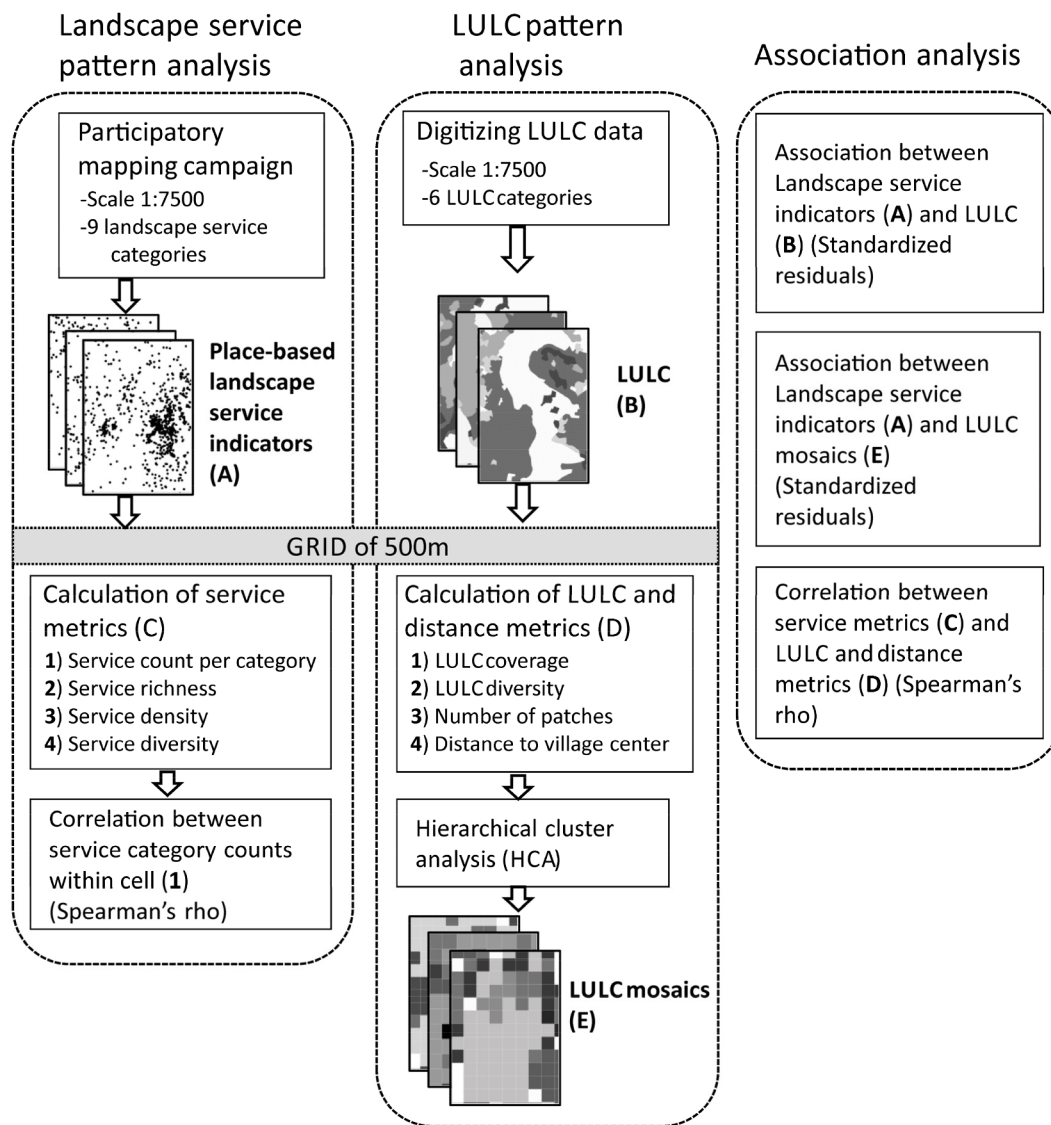 Landscape service
pattern analysis
Participatory
mapping campaign
-Scale 1:7500
-9 landscape service
categories
Place-based
landscape
service
indicators
(A)
LULC pattern
analysis
Digitizing LULC data
-Scale 1:7500
-6 LULC categories
LULC
(B)
GRID of 500m
Calculation of service
metrics (C)
1) Service count per category
2) Service richness
3) Service density
4) Service diversity
Correlation between
service category counts
within cell (1)
(Spearman's rho)
Calculation of LULC and
distance metrics (D)
1) LULC coverage
2) LULC diversity
3) Number of patches
4) Distance to village center
Hierarchical cluster
analysis (HCA)
LULC mosaics
(E)
Association analysis
Association between
Landscape service
indicators (A) and LULC
(B) (Standardized
residuals)
Association between
Landscape service
indicators (A) and LULC
mosaics (E)
(Standardized
residuals)
Correlation between
service metrics (C) and
LULC and distance
metrics (D) (Spearman's
rho)